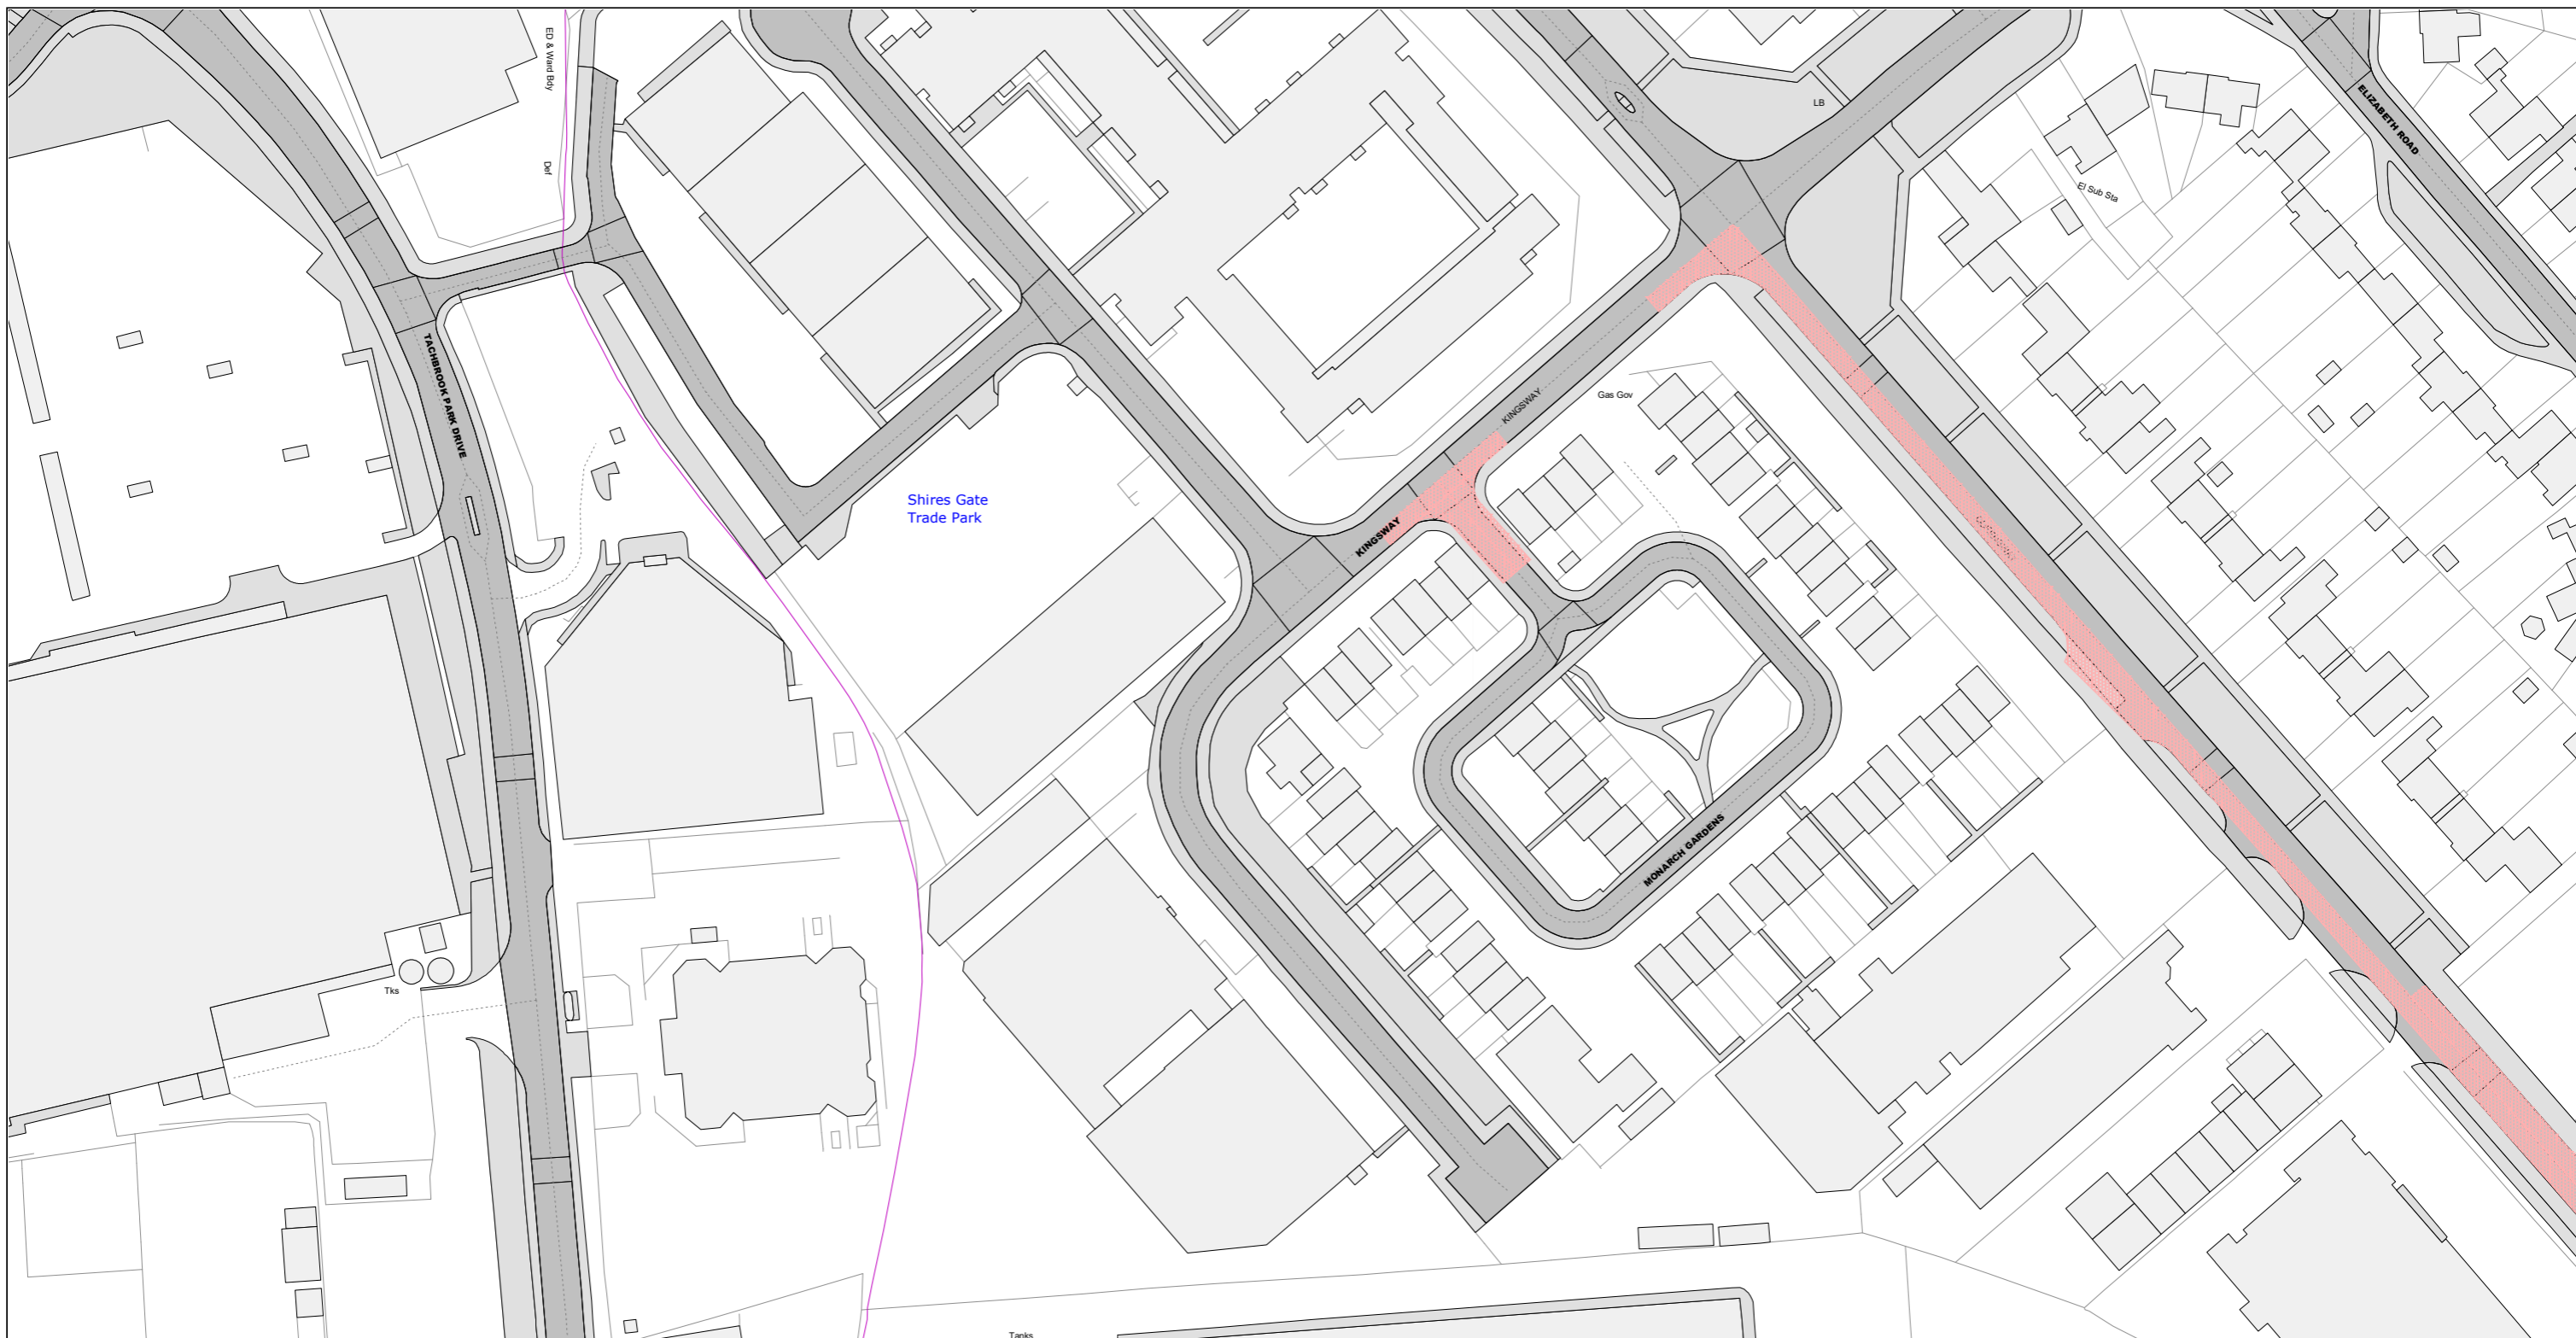 ED & Ward Bdy
Def
LB
ELIZABETH ROAD
El Sub Sta
TACHBROOK PARK DRIVE
KINGSWAY
Gas Gov
Shires Gate
Trade Park
KINGSWAY
MONARCH GARDENS
Tks
Tanks